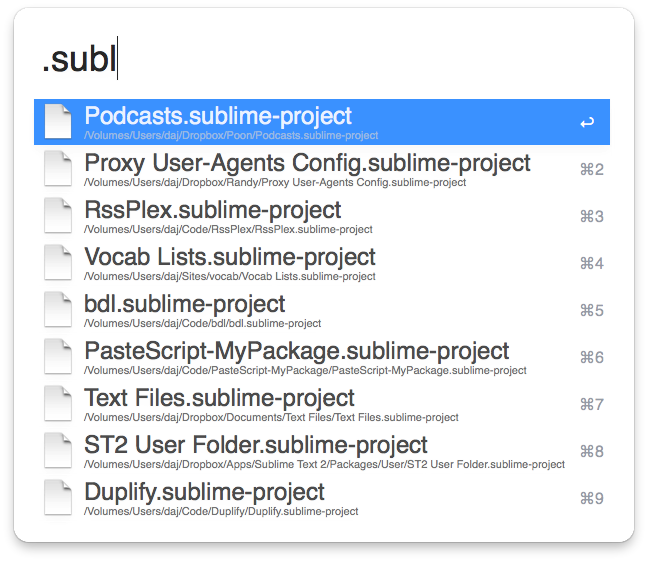 .subl
Podcasts.sublime-project
↩
/Volumes/Users/daj/Dropbox/Poon/Podcasts.sublime-project
Proxy User-Agents Config.sublime-project
⌘2
/Volumes/Users/daj/Dropbox/Randy/Proxy User-Agents Config.sublime-project
RssPlex.sublime-project
⌘3
/Volumes/Users/daj/Code/RssPlex/RssPlex.sublime-project
Vocab Lists.sublime-project
⌘4
/Volumes/Users/daj/Sites/vocab/Vocab Lists.sublime-project
bdl.sublime-project
⌘5
/Volumes/Users/daj/Code/bdl/bdl.sublime-project
PasteScript-MyPackage.sublime-project
⌘6
/Volumes/Users/daj/Code/PasteScript-MyPackage/PasteScript-MyPackage.sublime-project
Text Files.sublime-project
⌘7
/Volumes/Users/daj/Dropbox/Documents/Text Files/Text Files.sublime-project
ST2 User Folder.sublime-project
⌘8
/Volumes/Users/daj/Dropbox/Apps/Sublime Text 2/Packages/User/ST2 User Folder.sublime-project
Duplify.sublime-project
⌘9
/Volumes/Users/daj/Code/Duplify/Duplify.sublime-project